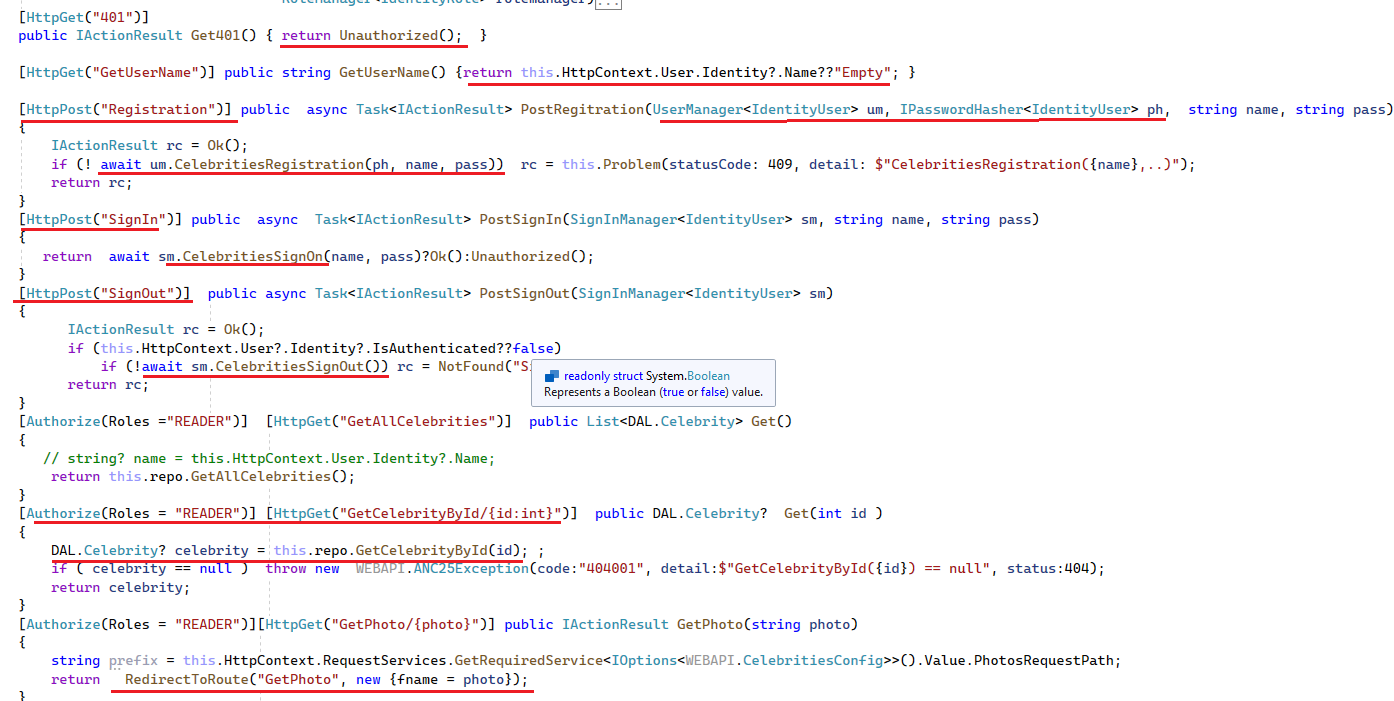 RoleManager<IdentityRole> rolemanager)...
[HttpGet("401")]
public IActionResult Get401() { return Unauthorized(); }
[HttpGet("GetUserName")] public string GetUserName() {return this.HttpContext.User.Identity?.Name??"Empty"; }
[HttpPost("Registration")] public async Task<IActionResult> PostRegitration(UserManager<IdentityUser> um, IPasswordHasher<IdentityUser> ph, string name, string pass)
{
IActionResult rc = Ok();
if (! await um.CelebritiesRegistration(ph, name, pass)) rc = this.Problem(statusCode: 409, detail: $"CelebritiesRegistration({name},..)");
return rc;
}
[HttpPost("SignIn")] public async Task<IActionResult> PostSignIn(SignInManager<IdentityUser> sm, string name, string pass)
{
return await sm.CelebritiesSignOn(name, pass)?Ok():Unauthorized();
}
[HttpPost("SignOut")] public async Task<IActionResult> PostSignOut(SignInManager<IdentityUser> sm)
{
IActionResult rc = Ok();
if (this.HttpContext.User?.Identity?.IsAuthenticated??false)
if (!await sm.CelebritiesSignOut()) rc = NotFound("Si
readonly struct System.Boolean
Represents a Boolean (true or false) value.
return rc;
}
[Authorize(Roles ="READER")] [HttpGet("GetAllCelebrities")] public List<DAL.Celebrity> Get()
{
// string? name = this.HttpContext.User.Identity?.Name;
return this.repo.GetAllCelebrities();
}
[Authorize(Roles = "READER")] [HttpGet("GetCelebrityById/{id:int}")] public DAL.Celebrity? Get(int id )
{
DAL.Celebrity? celebrity = this.repo.GetCelebrityById(id); ;
if ( celebrity == null ) throw new WEBAPI.ANC25Exception(code:"404001", detail:$"GetCelebrityById({id}) == null", status:404);
return celebrity;
}
[Authorize(Roles = "READER")][HttpGet("GetPhoto/{photo}")] public IActionResult GetPhoto(string photo)
{
string prefix = this.HttpContext.RequestServices.GetRequiredService<IOptions<WEBAPI.CelebritiesConfig>>().Value.PhotosRequestPath;
return RedirectToRoute("GetPhoto", new {fname = photo});
}